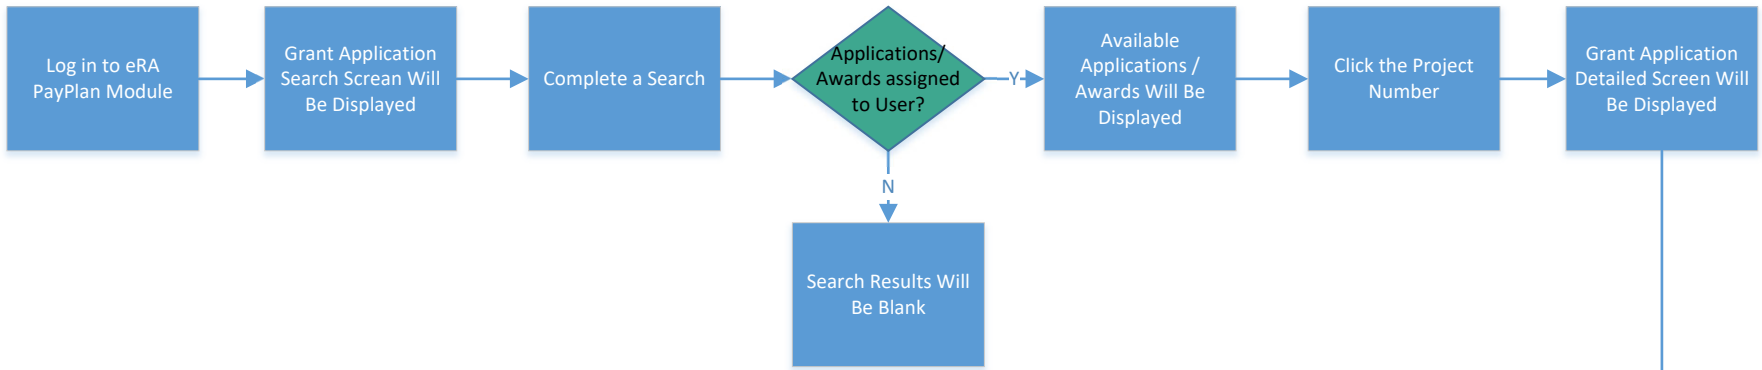 Log in to eRA
PayPlan Module
Grant Application
Search Screan Will
Be Displayed
Complete a Search
Applications/
Awards assigned
to User?
Y
Available
Applications /
Awards Will Be
Displayed
Click the Project
Number
Grant Application
Detailed Screen Will
Be Displayed
N
Search Results Will
Be Blank